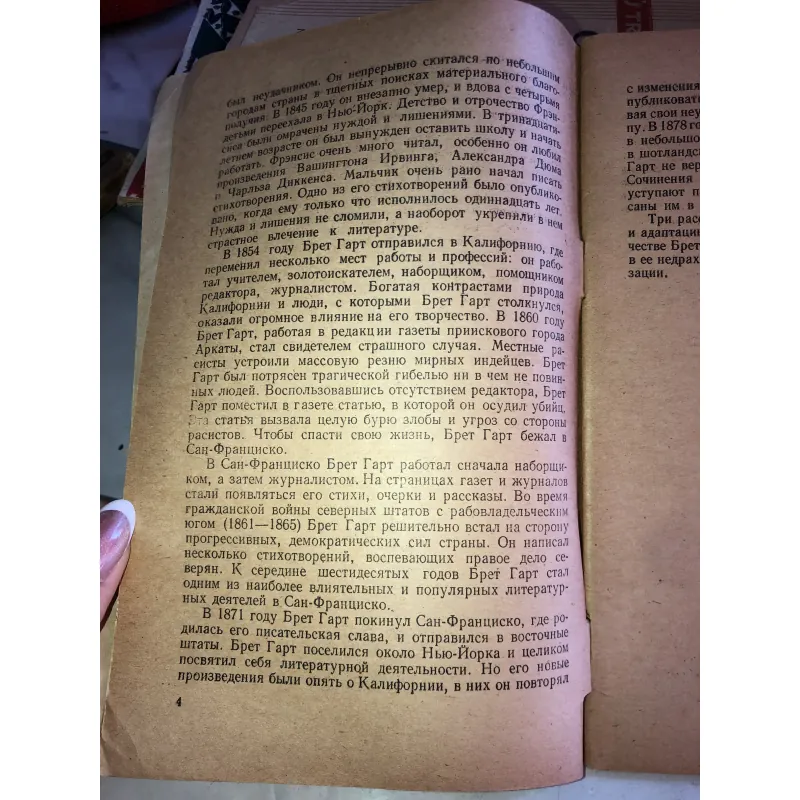 был неудачником. Он непрерывно скитался по небольшим
городам страны в тщетных поисках материального благо-
получия. В 1845 году он внезапно умер, и вдова с четырьмя
детьми переехала в Нью-Йорк. Детство и отрочество Фрэн-
сиса были омрачены нуждой и лишениями. В тринадцати-
летнем возрасте он был вынужден оставить школу и начать
работать. Фрэнсис очень много читал, особенно он любил
произведения Вашингтона Ирвинга, Александра Дюма
и Чарльза Диккенса. Мальчик очень рано начал писать
стихотворения. Одно из его стихотворений было опублико-
вано, когда ему только что исполнилось одиннадцать лет.
Нужда и лишения не сломили, а наоборот укрепили в нем
страстное влечение к литературе.
В 1854 году Брет Гарт отправился в Калифорнию, где
переменил несколько мест работы и профессий: он рабо-
тал учителем, золотоискателем, наборщиком, помощником
редактора, журналистом. Богатая контрастами природа
Калифорнии и люди, с которыми Брет Гарт столкнулся,
оказали огромное влияние на его творчество. В 1860 году
Брет Гарт, работая в редакции газеты приискового города
Аркаты, стал свидетелем страшного случая. Местные ра-
систы устроили массовую резню мирных индейцев. Брет
Гарт был потрясен трагической гибелью ни в чем не повин-
ных людей. Воспользовавшись отсутствием редактора, Брет
Гарт поместил в газете статью, в которой он осудил убийц.
Эта статья вызвала целую бурю злобы и угроз со стороны
расистов. Чтобы спасти свою жизнь, Брет Гарт бежал в
Сан-Франциско.
В Сан-Франциско Брет Гарт работал сначала наборщи-
ком, а затем журналистом. На страницах газет и журналов
стали появляться его стихи, очерки и рассказы. Во время
гражданской войны северных штатов с рабовладельческим
югом (1861—1865) Брет Гарт решительно встал на сторону
прогрессивных, демократических сил страны. Он написал
несколько стихотворений, воспевающих правое дело се-
верян. К середине шестидесятых годов Брет Гарт стал
одним из наиболее влиятельных и популярных литератур-
ных деятелей в Сан-Франциско.
В 1871 году Брет Гарт покинул Сан-Франциско, где ро-
дилась его писательская слава, и отправился в восточные
штаты. Брет Гарт поселился около Нью-Йорка и целиком
посвятил себя литературной деятельности. Но его новые
произведения были опять о Калифорнии, в них он повторял
4
с изменения
публиковат
вая свои неу
пу. В 1878 г
в небольшо
в шотландс
Гарт не вер
Сочинения
уступают п
саны им в
Три расс
и адаптаци
честве Брет
в ее недрах
зации.